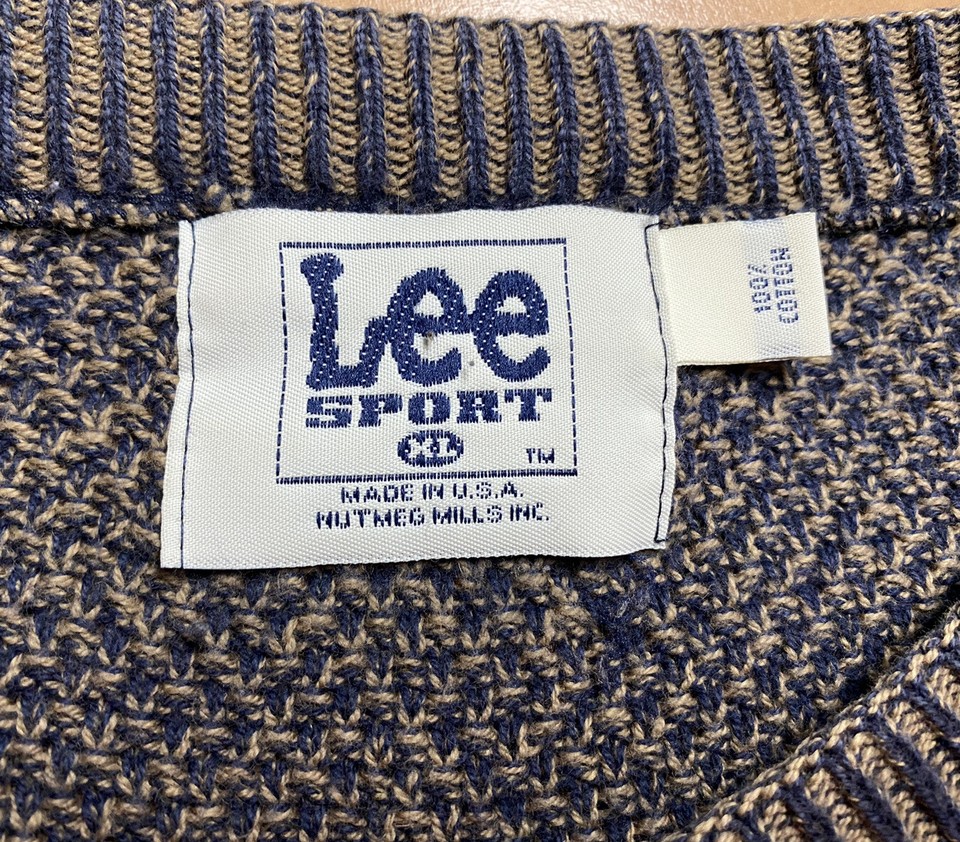 Lee
SPORT
XL
TM
MADE IN U.S.A.
NUTMEG MILLS INC.
100%
COTTON